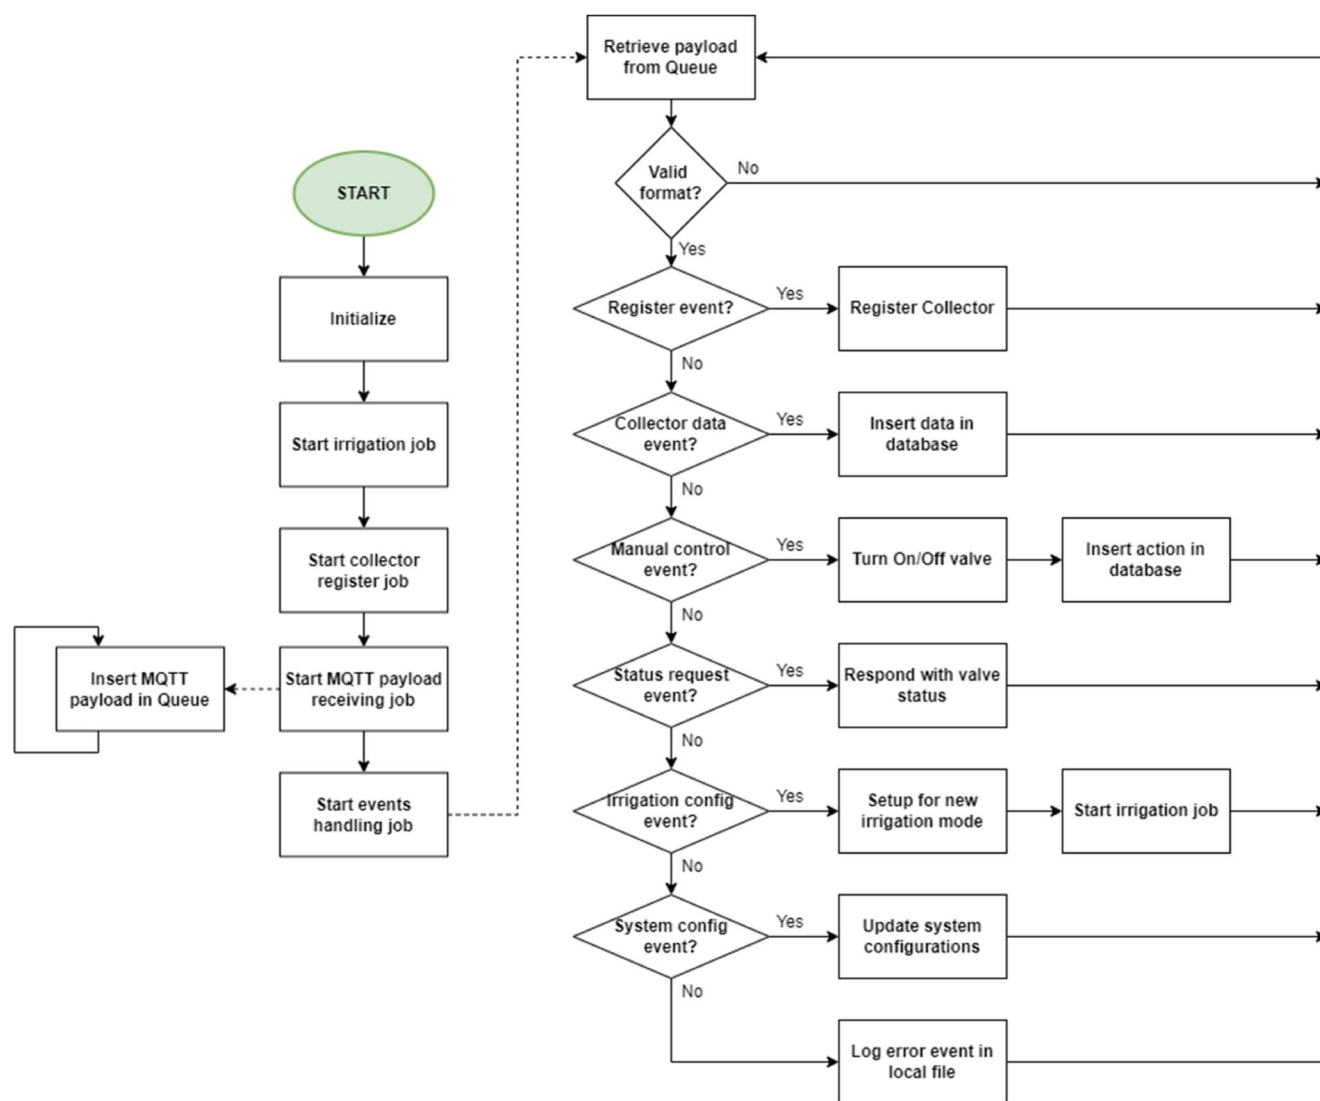 START
Initialize
Start irrigation job
Start collector
register job
Start MQTT payload
receiving job
Insert MQTT
payload in Queue
Start events
handling job
Retrieve payload
from Queue
Valid
format?
No
Yes
Register event?
Yes
Register Collector
No
Collector data
event?
Yes
Insert data in
database
No
Manual control
event?
Yes
Turn On/Off valve
Insert action in
database
No
Status request
event?
Yes
Respond with valve
status
No
Irrigation config
event?
Yes
Setup for new
irrigation mode
Start irrigation job
No
System config
event?
Yes
Update system
configurations
No
Log error event in
local file